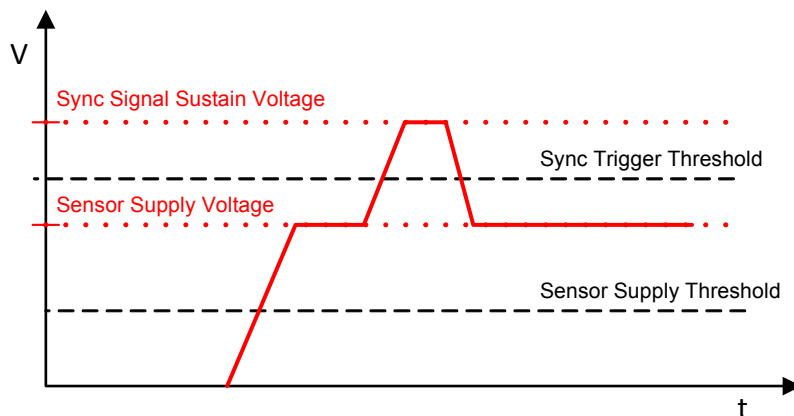 V
Sync Signal Sustain Voltage
Sync Trigger Threshold
Sensor Supply Voltage
Sensor Supply Threshold
t